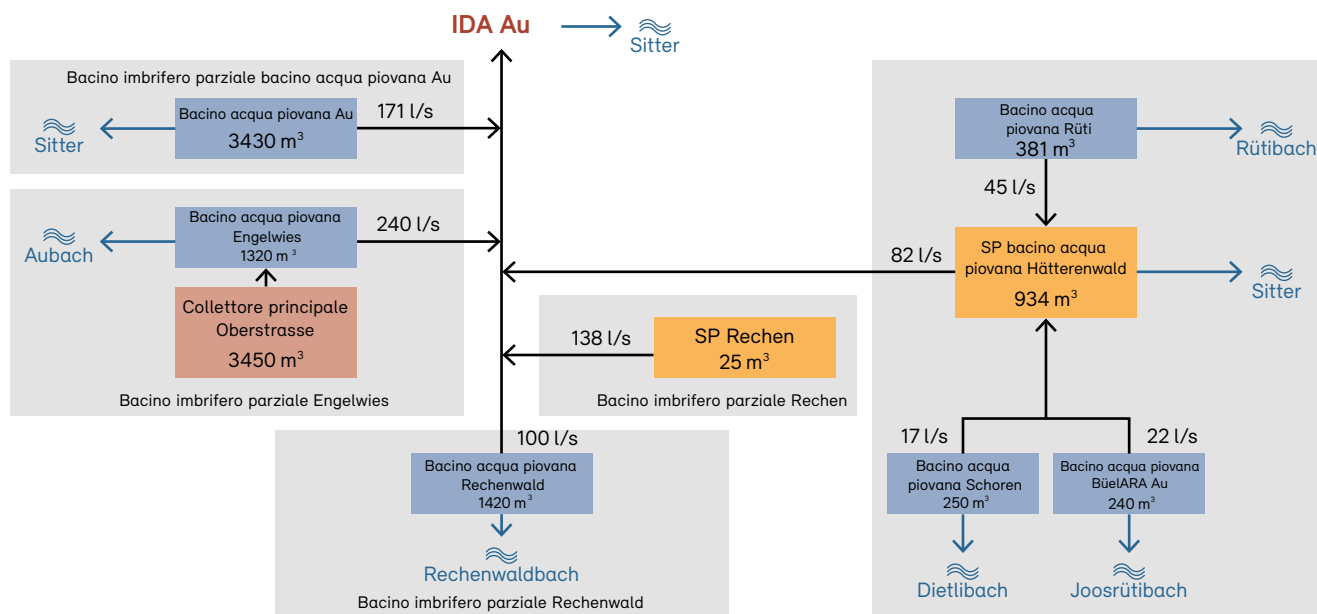 IDA Au
Sitter
Bacino imbrifero parziale bacino acqua piovana Au
Bacino acqua piovana Au
3430 m³
171 l/s
Sitter
Bacino acqua piovana
Engelwies
1320 m³
240 l/s
Aubach
Collettore principale
Oberstrasse
3450 m³
Bacino imbrifero parziale Engelwies
138 l/s
SP Rechen
25 m³
Bacino imbrifero parziale Rechen
100 l/s
Bacino acqua piovana
Rechenwald
1420 m³
Rechenwaldbach
Bacino imbrifero parziale Rechenwald
Bacino acqua
piovana Rüti
381 m³
Rütibach
45 l/s
82 l/s
SP bacino acqua
piovana Hätterenwald
934 m³
Sitter
17 l/s
22 l/s
Bacino acqua
piovana Schoren
250 m³
Bacino acqua piovana
BüelARA Au
240 m³
Dietlibach
Joosrütibach